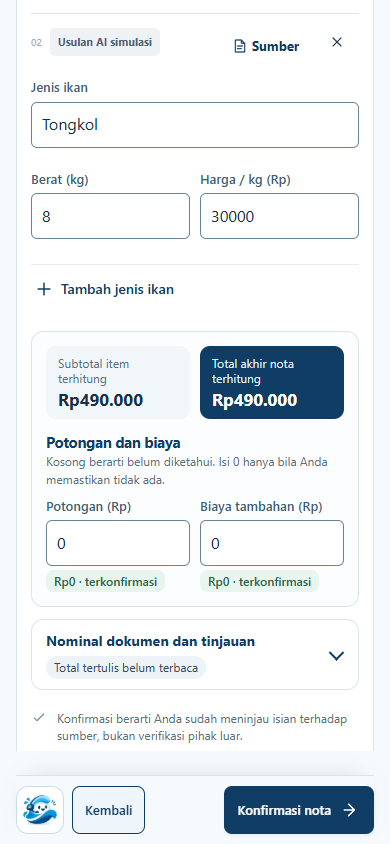 02 Usulan AI simulasi Sumber
Jenis ikan
Tongkol
Berat (kg) Harga / kg (Rp)
8 30000
Tambah jenis ikan
Subtotal item
terhitung
Rp490.000
Total akhir nota
terhitung
Rp490.000
Potongan dan biaya
Kosong berarti belum diketahui. Isi 0 hanya bila Anda
memastikan tidak ada.
Potongan (Rp) Biaya tambahan (Rp)
0 0
Rp0 · terkonfirmasi Rp0 · terkonfirmasi
Nominal dokumen dan tinjauan
Total tertulis belum terbaca
Konfirmasi berarti Anda sudah meninjau isian terhadap
sumber, bukan verifikasi pihak luar.
Kembali Konfirmasi nota